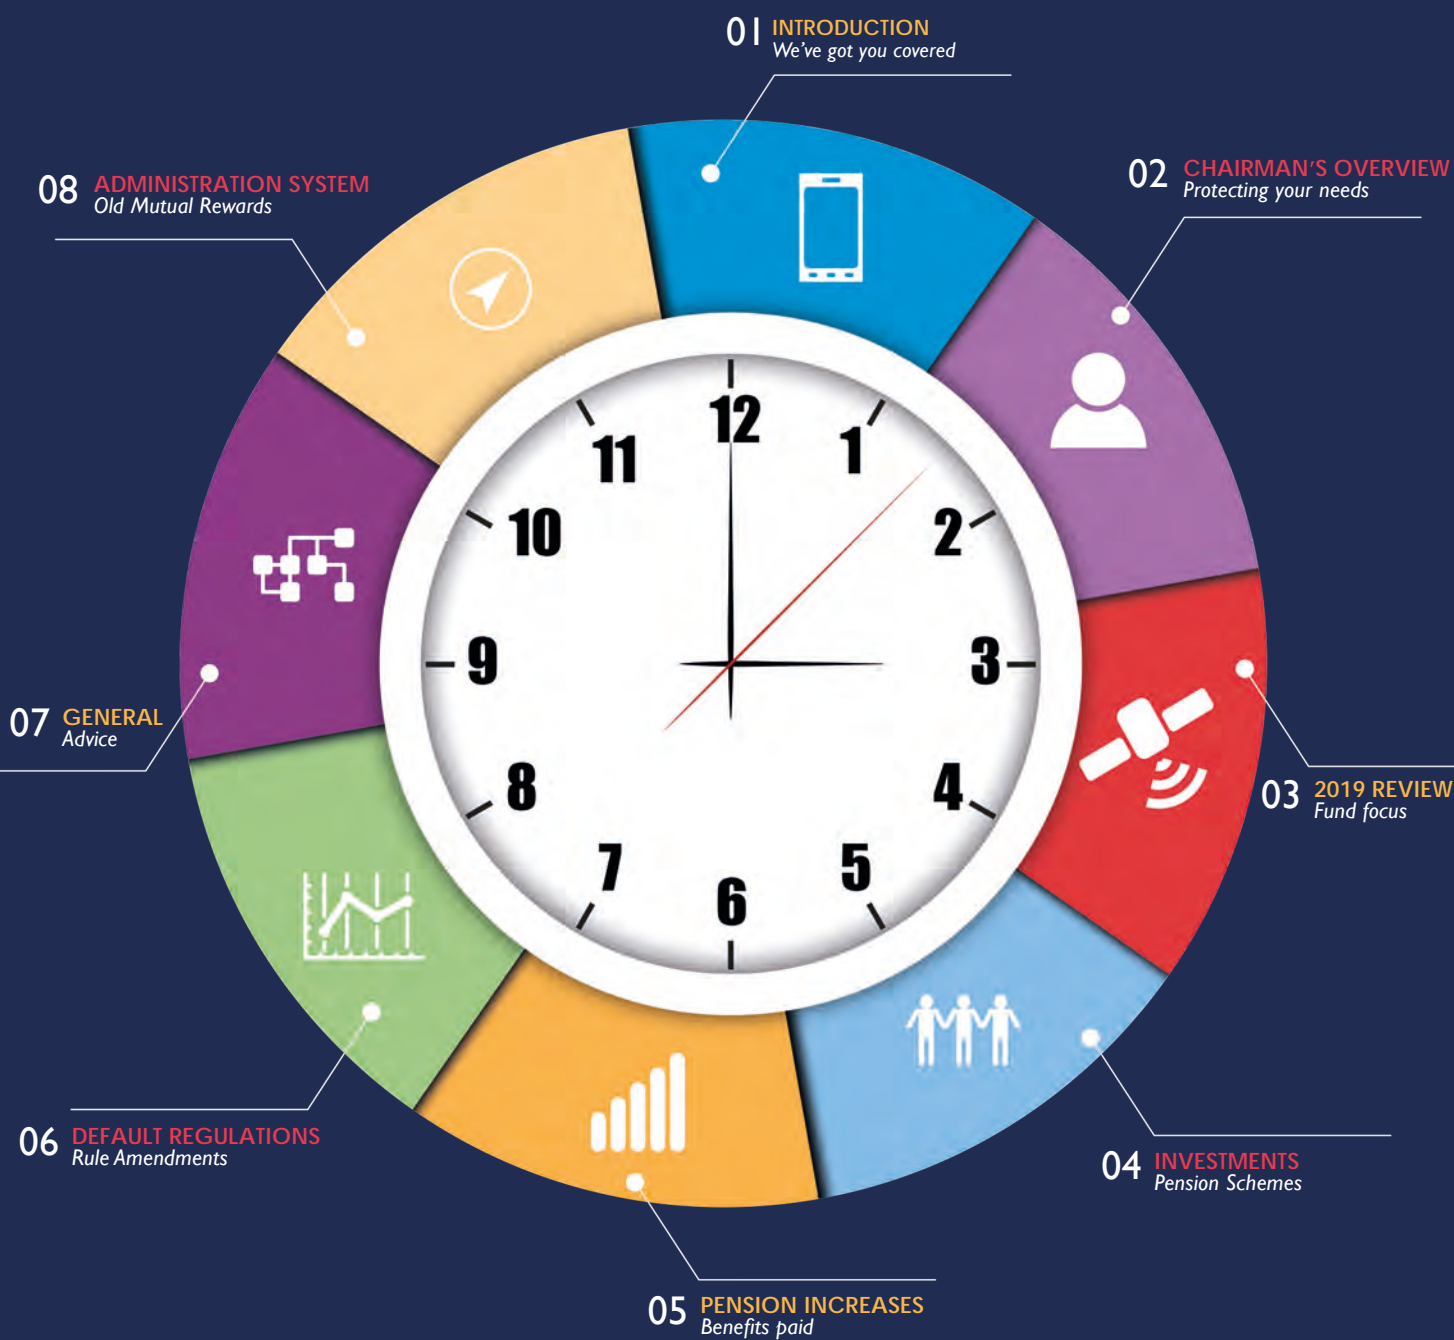 01 INTRODUCTION
We've got you covered
02 CHAIRMAN'S OVERVIEW
Protecting your needs
03 2019 REVIEW
Fund focus
04 INVESTMENTS
Pension Schemes
05 PENSION INCREASES
Benefits paid
06 DEFAULT REGULATIONS
Rule Amendments
07 GENERAL
Advice
08 ADMINISTRATION SYSTEM
Old Mutual Rewards
12
1
2
3
4
5
6
7
8
9
10
11